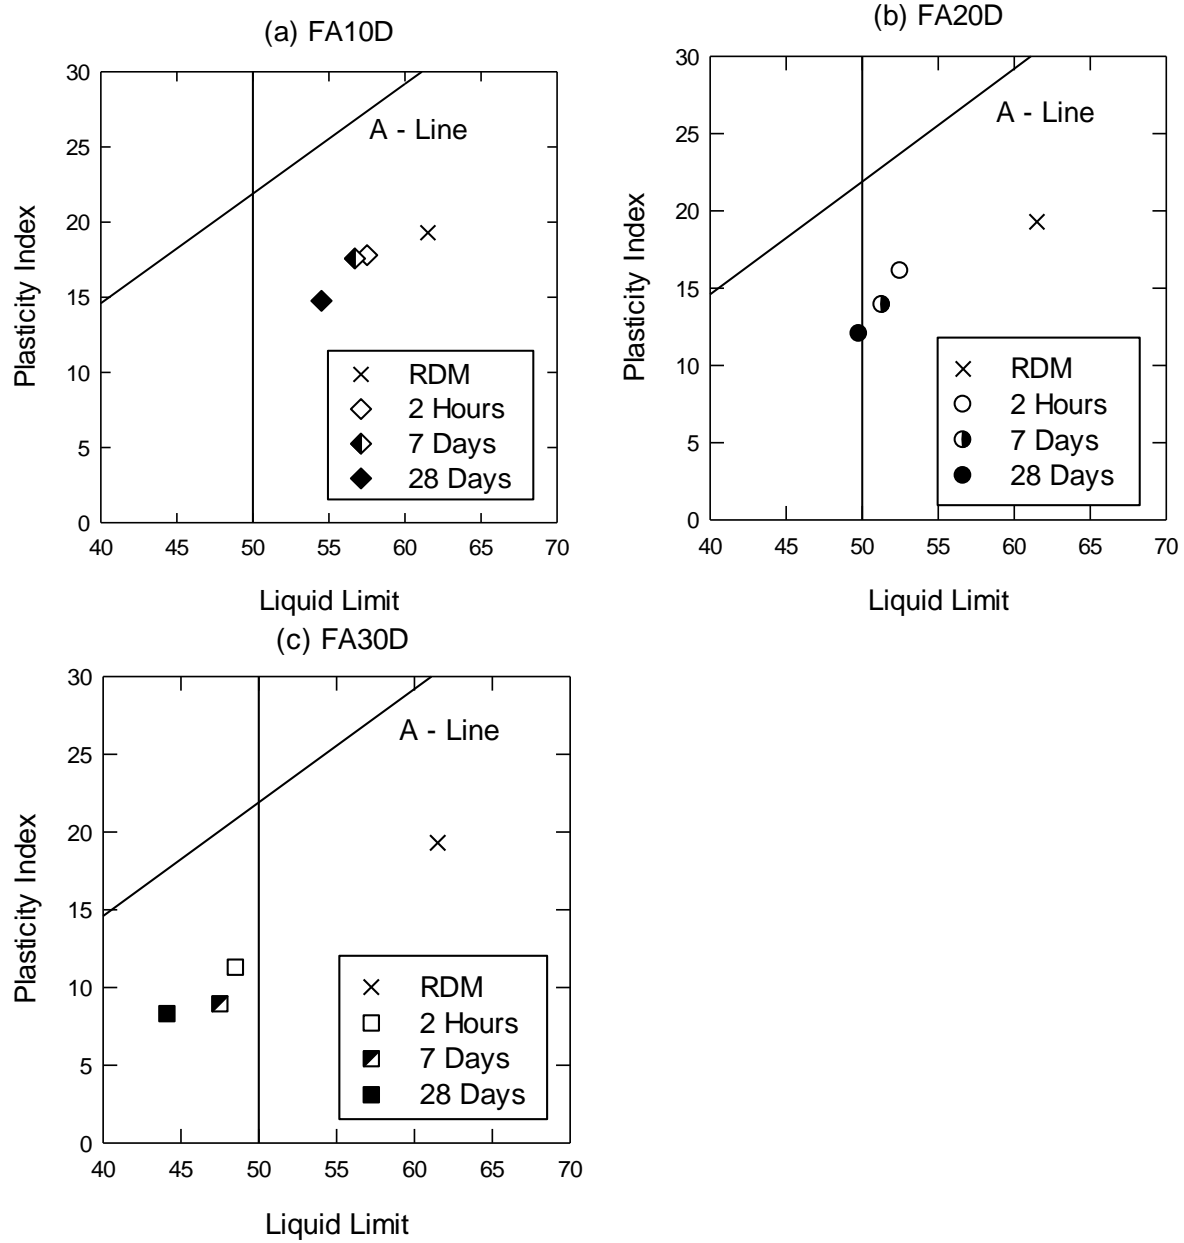 (a) FA10D
30
25
20
15
10
5
0
Plasticity Index
A - Line
RDM
2 Hours
7 Days
28 Days
40 45 50 55 60 65 70
Liquid Limit
(b) FA20D
30
25
20
15
10
5
0
Plasticity Index
A - Line
RDM
2 Hours
7 Days
28 Days
40 45 50 55 60 65 70
Liquid Limit
(c) FA30D
30
25
20
15
10
5
0
Plasticity Index
A - Line
RDM
2 Hours
7 Days
28 Days
40 45 50 55 60 65 70
Liquid Limit